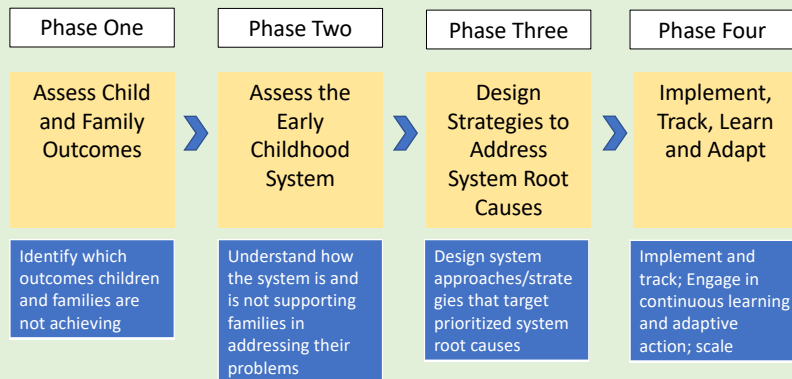 Phase One
Phase Two
Phase Three
Phase Four
Assess Child
and Family
Outcomes
Assess the
Early
Childhood
System
Design
Strategies to
Address
System Root
Causes
Implement,
Track, Learn
and Adapt
Identify which
outcomes children
and families are
not achieving
Understand how
the system is and
is not supporting
families in
addressing their
problems
Design system
approaches/strate
gies that target
prioritized system
root causes
Implement and
track; Engage in
continuous learning
and adaptive
action; scale